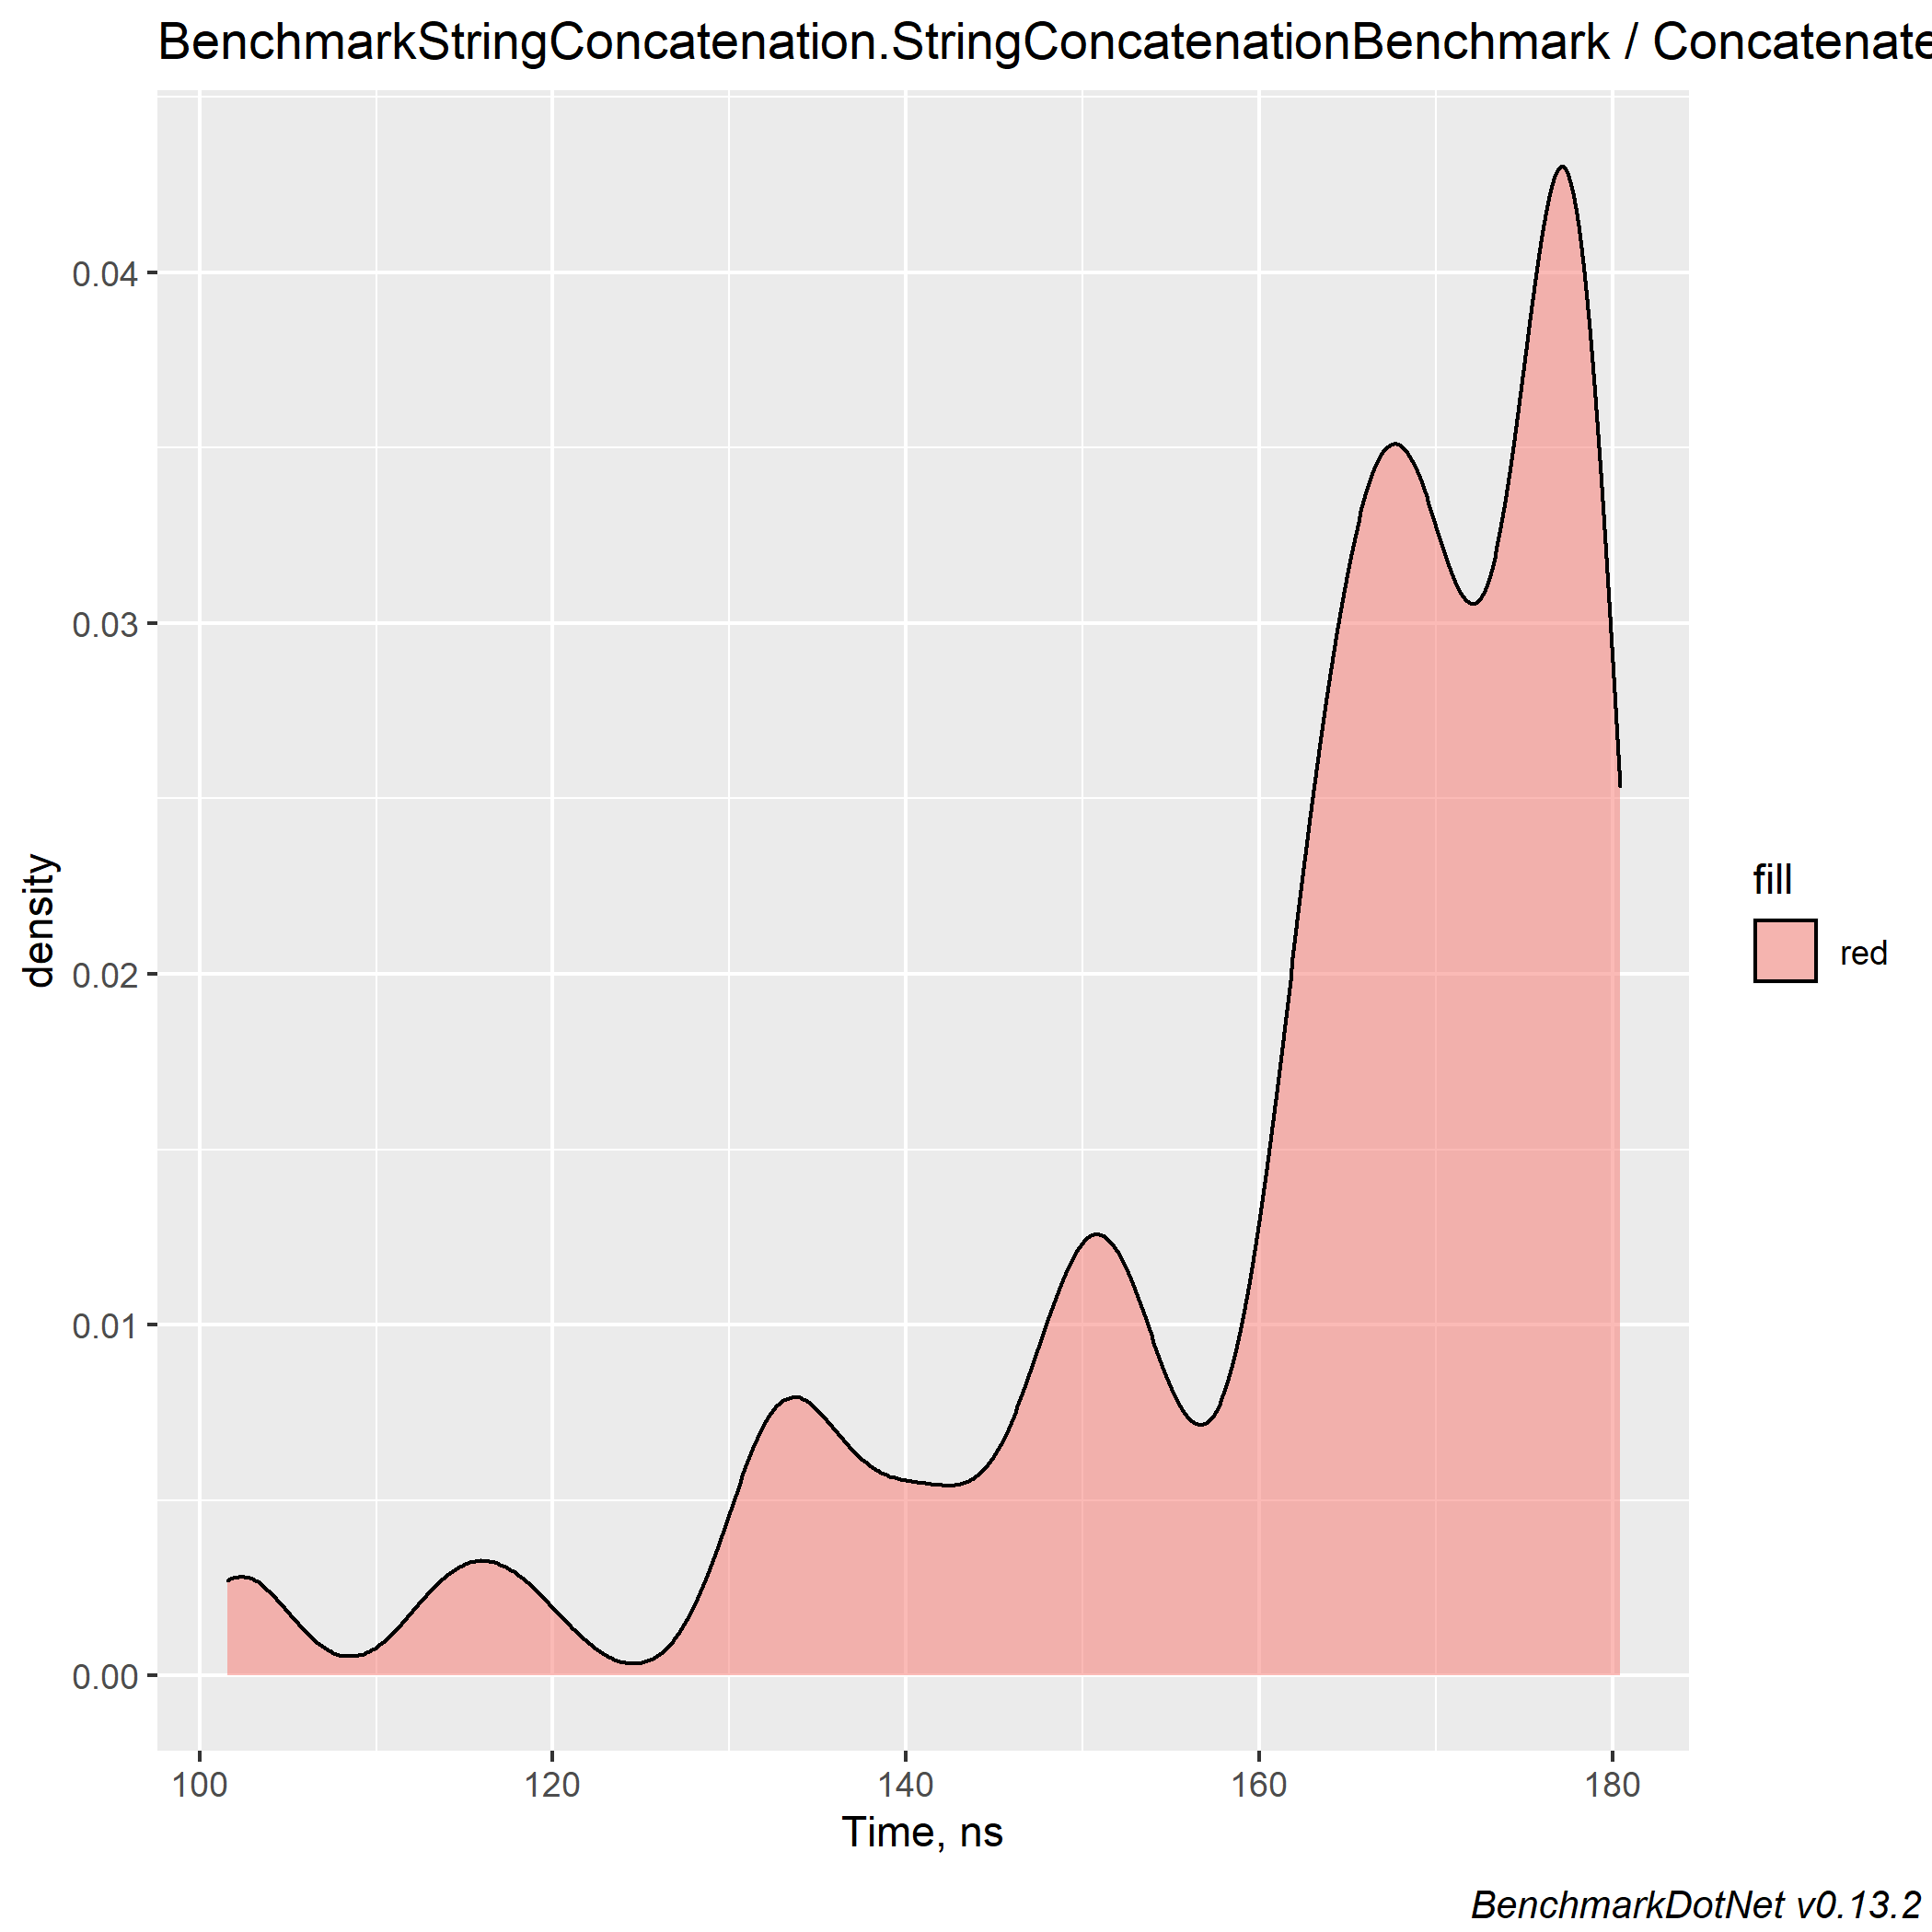 BenchmarkStringConcatenation.StringConcatenationBenchmark / Concatenate
0.04
0.03
0.02
0.01
0.00
density
100 120 140 160 180
Time, ns
fill
red
BenchmarkDotNet v0.13.2